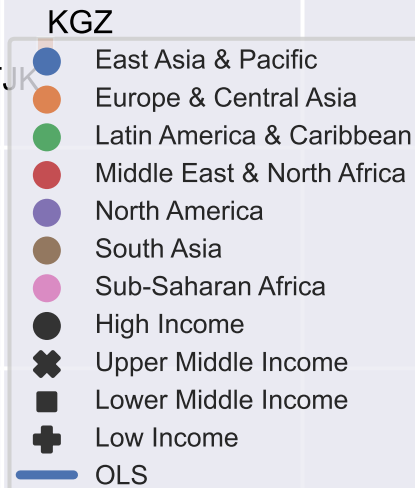 KGZ
TJK
East Asia & Pacific
Europe & Central Asia
Latin America & Caribbean
Middle East & North Africa
North America
South Asia
Sub-Saharan Africa
High Income
Upper Middle Income
Lower Middle Income
Low Income
OLS